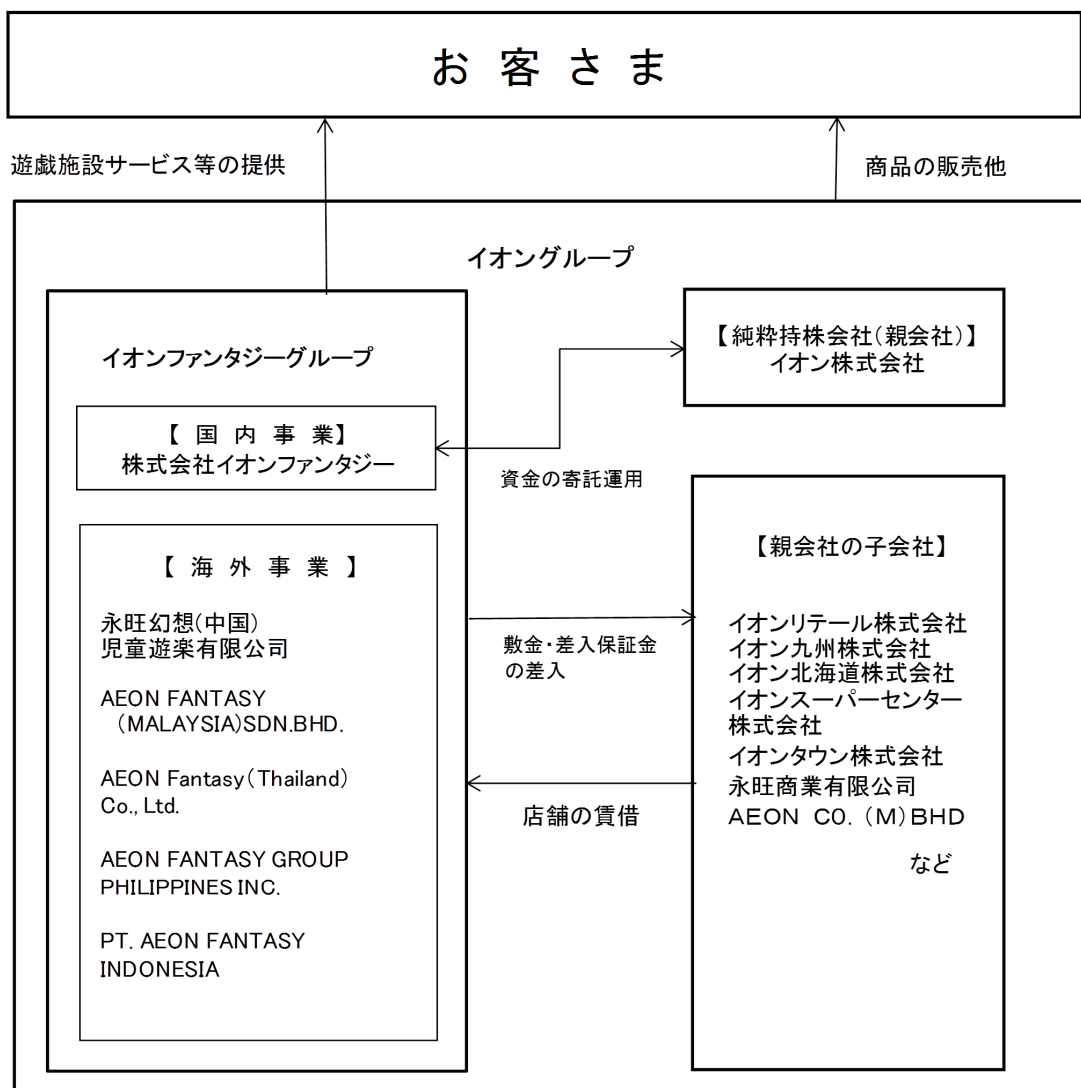 お 客 さ ま
遊戯施設サービス等の提供
商品の販売他
イオングループ
イオンファンタジーグループ
【 国 内 事 業】
株式会社イオンファンタジー
【 海 外 事 業 】
永旺幻想(中国)
児童遊楽有限公司
AEON FANTASY
(MALAYSIA)SDN.BHD.
AEON Fantasy(Thailand)
Co., Ltd.
AEON FANTASY GROUP
PHILIPPINES INC.
PT. AEON FANTASY
INDONESIA
【純粋持株会社(親会社)】
イオン株式会社
資金の寄託運用
敷金・差入保証金
の差入
店舗の賃借
【親会社の子会社】
イオンリテール株式会社
イオン九州株式会社
イオン北海道株式会社
イオンスーパーセンター
株式会社
イオンタウン株式会社
永旺商業有限公司
AEON CO. (M)BHD
など